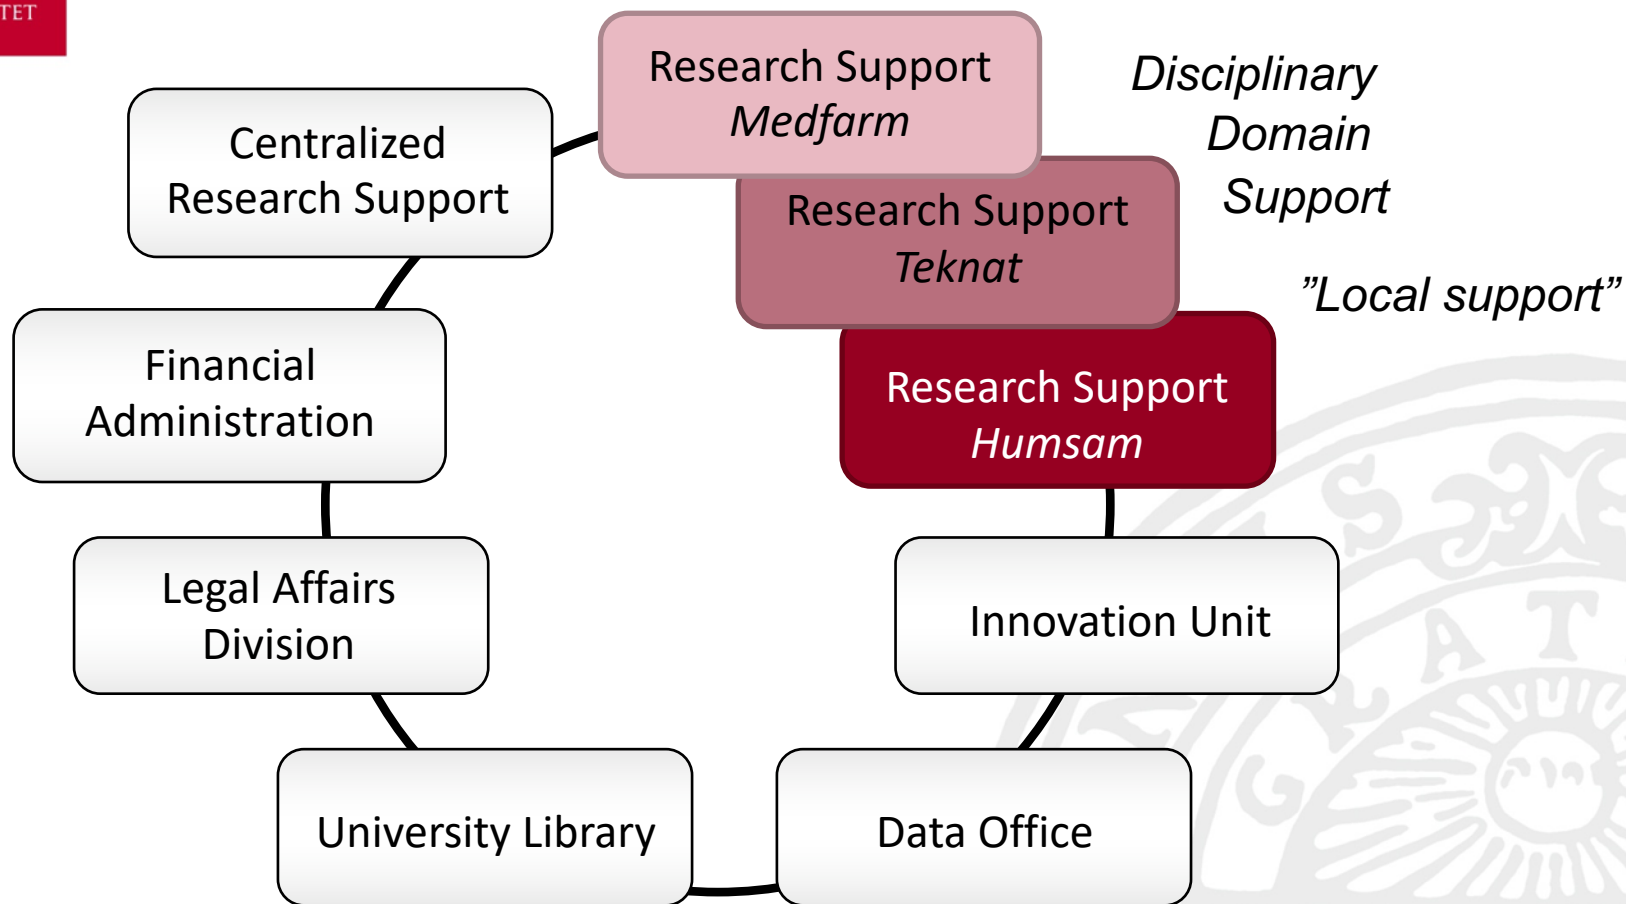 TET
Research Support
Medfarm
Disciplinary
Domain
Support
Centralized
Research Support
Research Support
Teknat
”Local support”
Financial
Administration
Research Support
Humsam
Legal Affairs
Division
Innovation Unit
University Library
Data Office
S
A
T
G